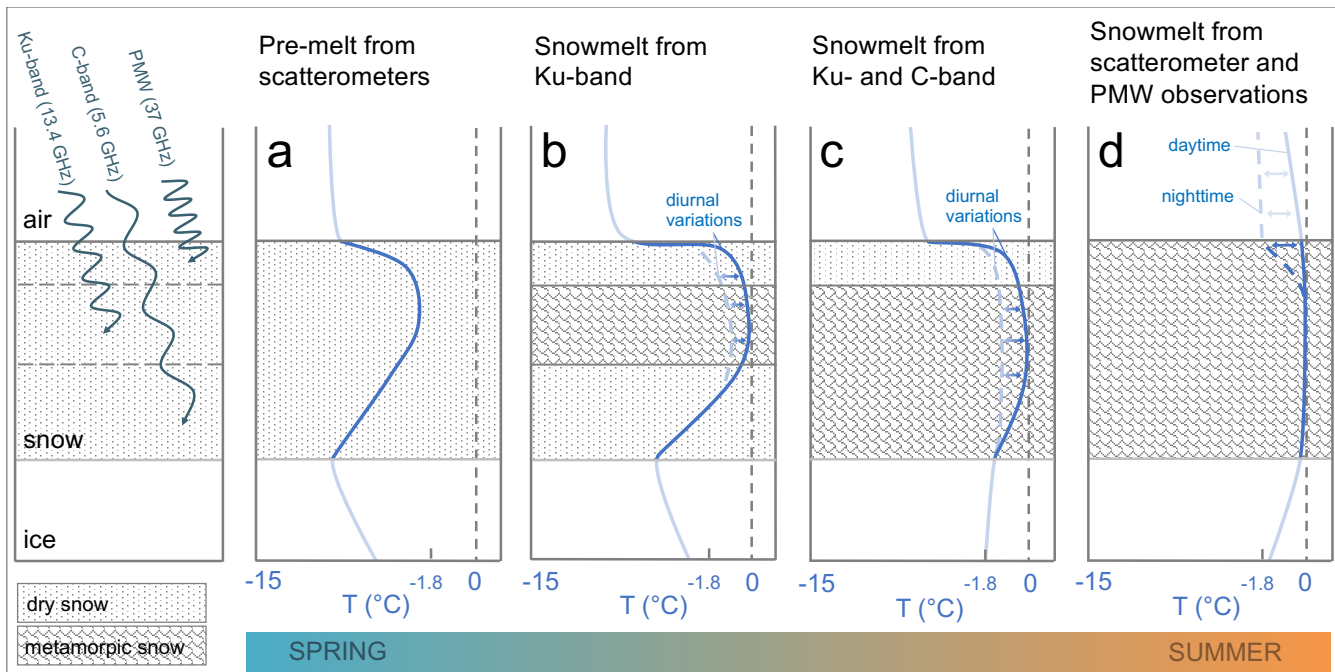 Ku-band (13.4 GHz)
C-band (5.6 GHz)
PMW (37 GHz)
air
snow
ice
dry snow
metamorpic snow
Pre-melt from
scatterometers
a
-15
-1.8
0
T (°C)
Snowmelt from
Ku-band
b
diurnal
variations
-15
-1.8
0
T (°C)
Snowmelt from
Ku- and C-band
c
diurnal
variations
-15
-1.8
0
T (°C)
Snowmelt from
scatterometer and
PMW observations
d
daytime
nighttime
-15
-1.8
0
T (°C)
SPRING
SUMMER